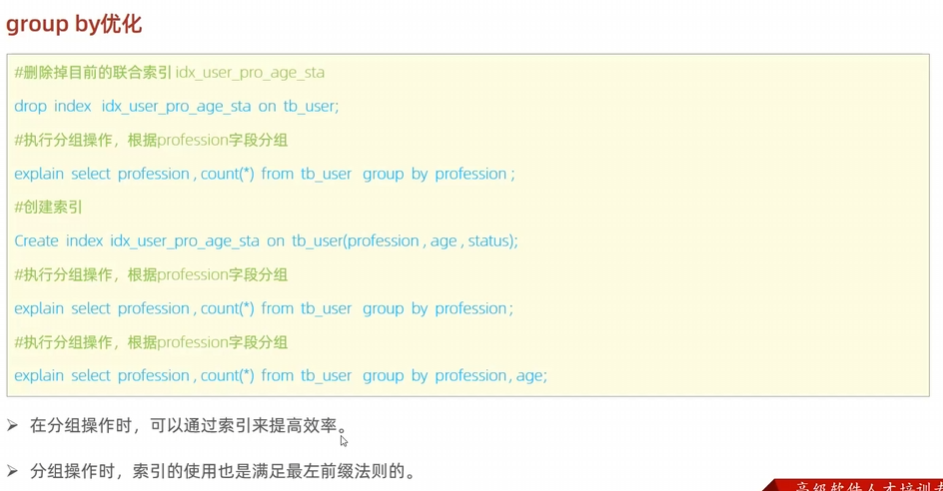 group by优化
#删除掉目前的联合索引 idx_user_pro_age_sta
drop index idx_user_pro_age_sta on tb_user;
#执行分组操作，根据profession字段分组
explain select profession , count(*) from tb_user group by profession ;
#创建索引
Create index idx_user_pro_age_sta on tb_user(profession , age , status);
#执行分组操作，根据profession字段分组
explain select profession , count(*) from tb_user group by profession ;
#执行分组操作，根据profession字段分组
explain select profession , count(*) from tb_user group by profession , age;
➢ 在分组操作时，可以通过索引来提高效率。
➢ 分组操作时，索引的使用也是满足最左前缀法则的。
高级软件人才培训